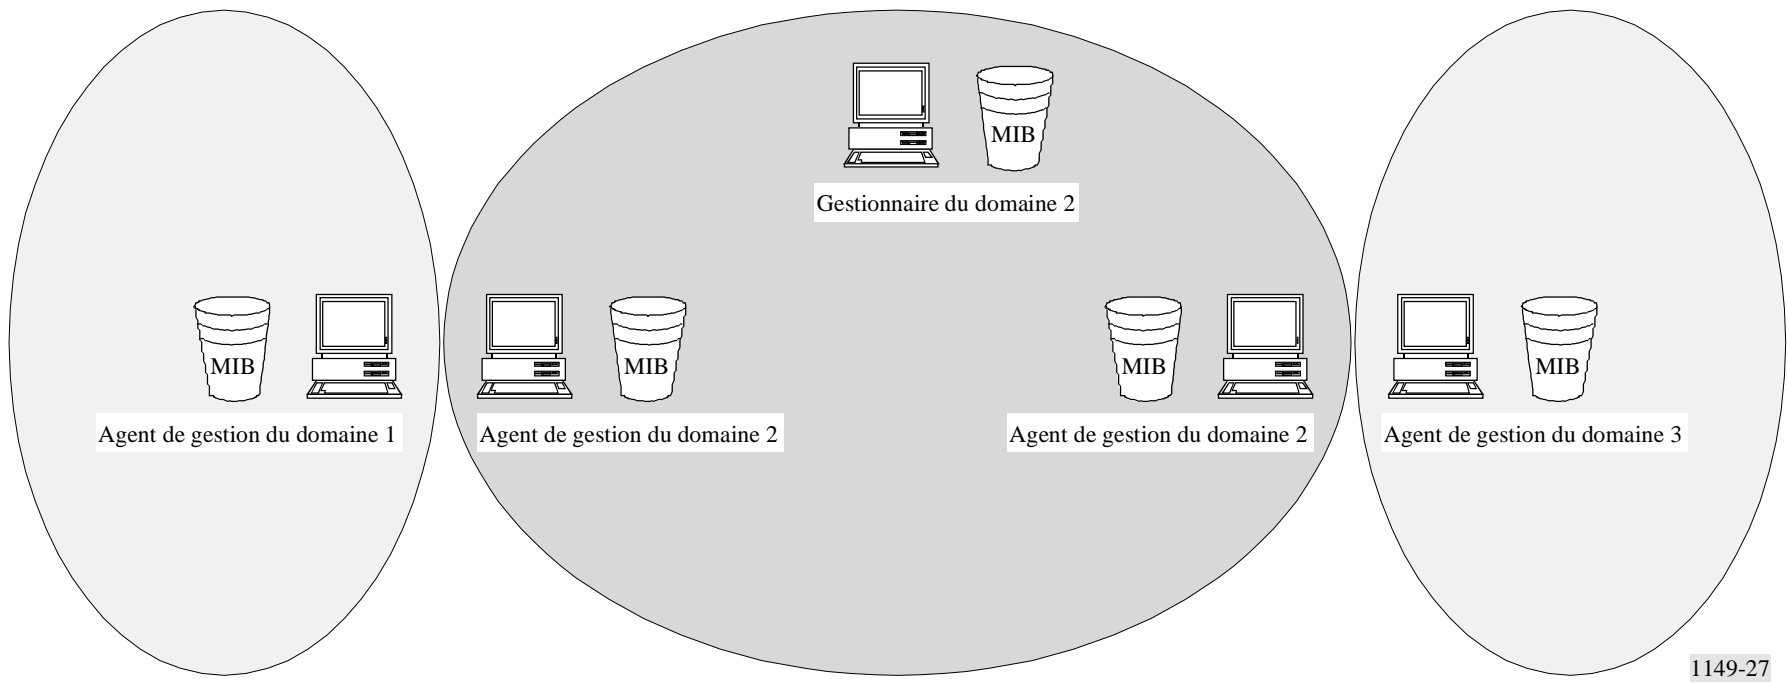 MIB
Gestionnaire du domaine 2
MIB
MIB
MIB
MIB
Agent de gestion du domaine 1
Agent de gestion du domaine 2
Agent de gestion du domaine 2
Agent de gestion du domaine 3
1149-27